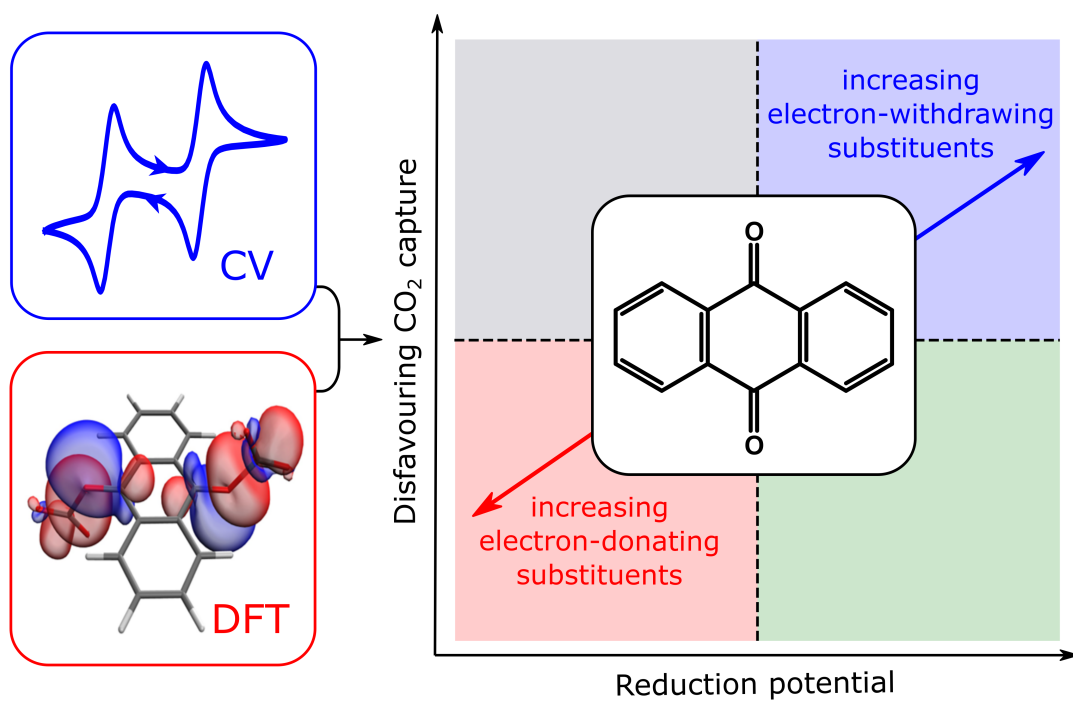 CV
DFT
Disfavouring CO₂ capture
increasing
electron-withdrawing
substituents
O
O
increasing
electron-donating
substituents
Reduction potential